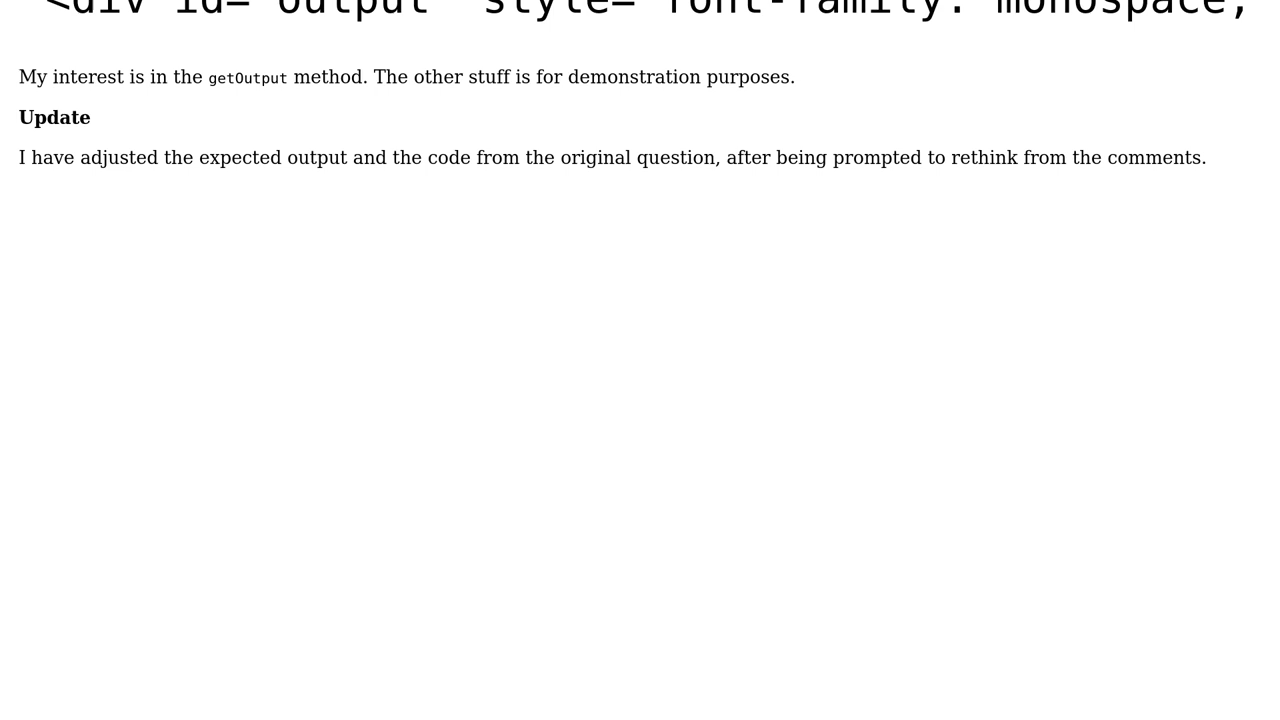 <div id="output" style="font-family: monospace;
My interest is in the getOutput method. The other stuff is for demonstration purposes.
Update
I have adjusted the expected output and the code from the original question, after being prompted to rethink from the comments.